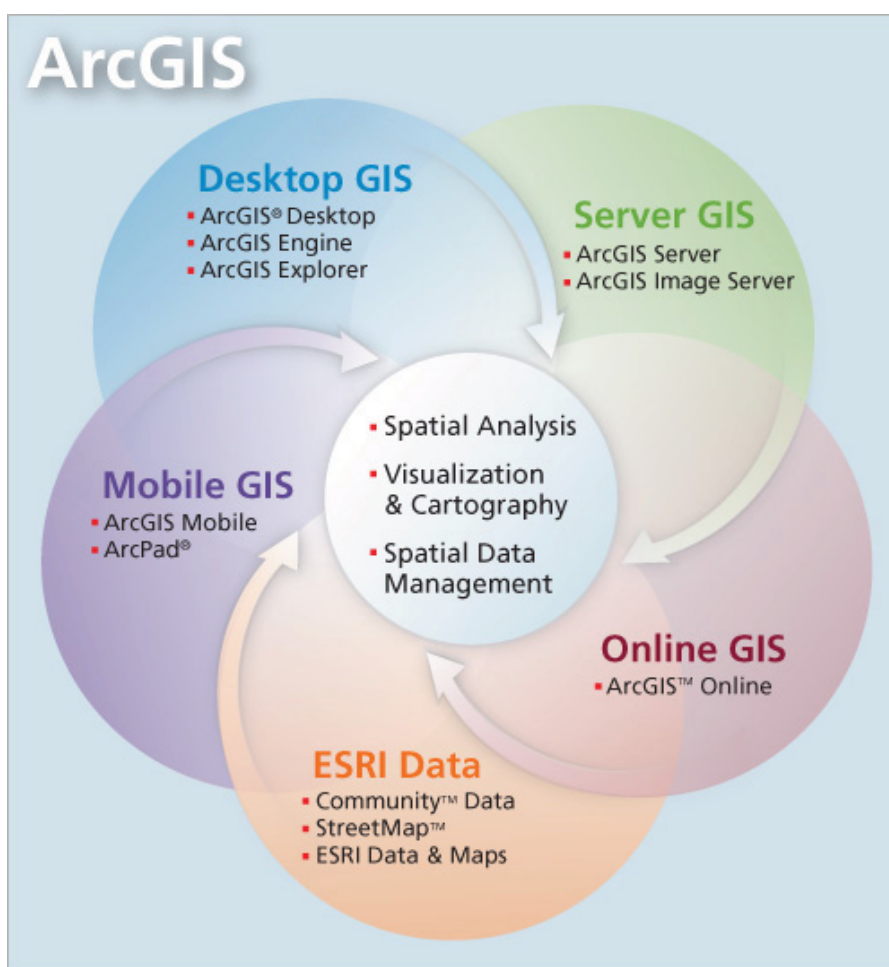 ArcGIS
Desktop GIS
▪ ArcGIS® Desktop
▪ ArcGIS Engine
▪ ArcGIS Explorer
Server GIS
▪ ArcGIS Server
▪ ArcGIS Image Server
▪ Spatial Analysis
▪ Visualization
& Cartography
▪ Spatial Data
Management
Mobile GIS
▪ ArcGIS Mobile
▪ ArcPad®
Online GIS
▪ ArcGIS™ Online
ESRI Data
▪ Community™ Data
▪ StreetMap™
▪ ESRI Data & Maps